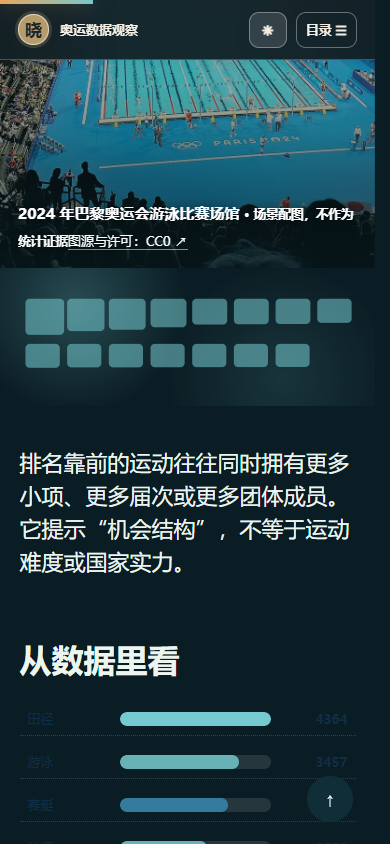 晓 奥运数据观察 目录
PARIS 2024
2024 年巴黎奥运会游泳比赛场馆 · 场景配图，不作为
统计证据图源与许可：CC0 ↗
排名靠前的运动往往同时拥有更多
小项、更多届次或更多团体成员。
它提示“机会结构”，不等于运动
难度或国家实力。
从数据里看
田径 4364
游泳 3457
赛艇
↑